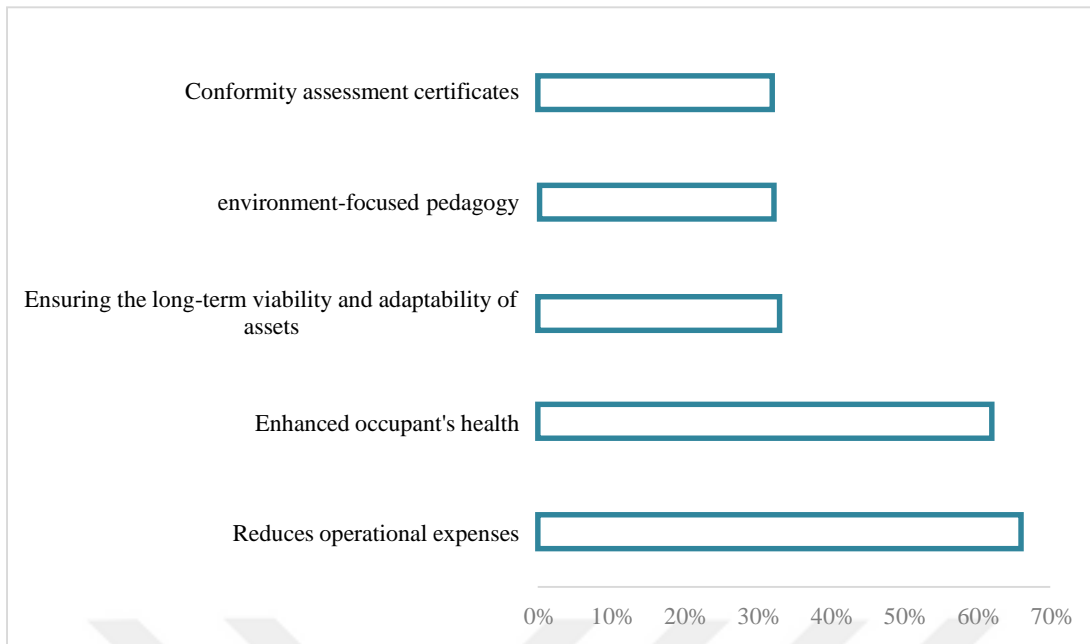 Conformity assessment certificates
environment-focused pedagogy
Ensuring the long-term viability and adaptability of
assets
Enhanced occupant's health
Reduces operational expenses
0% 10% 20% 30% 40% 50% 60% 70%